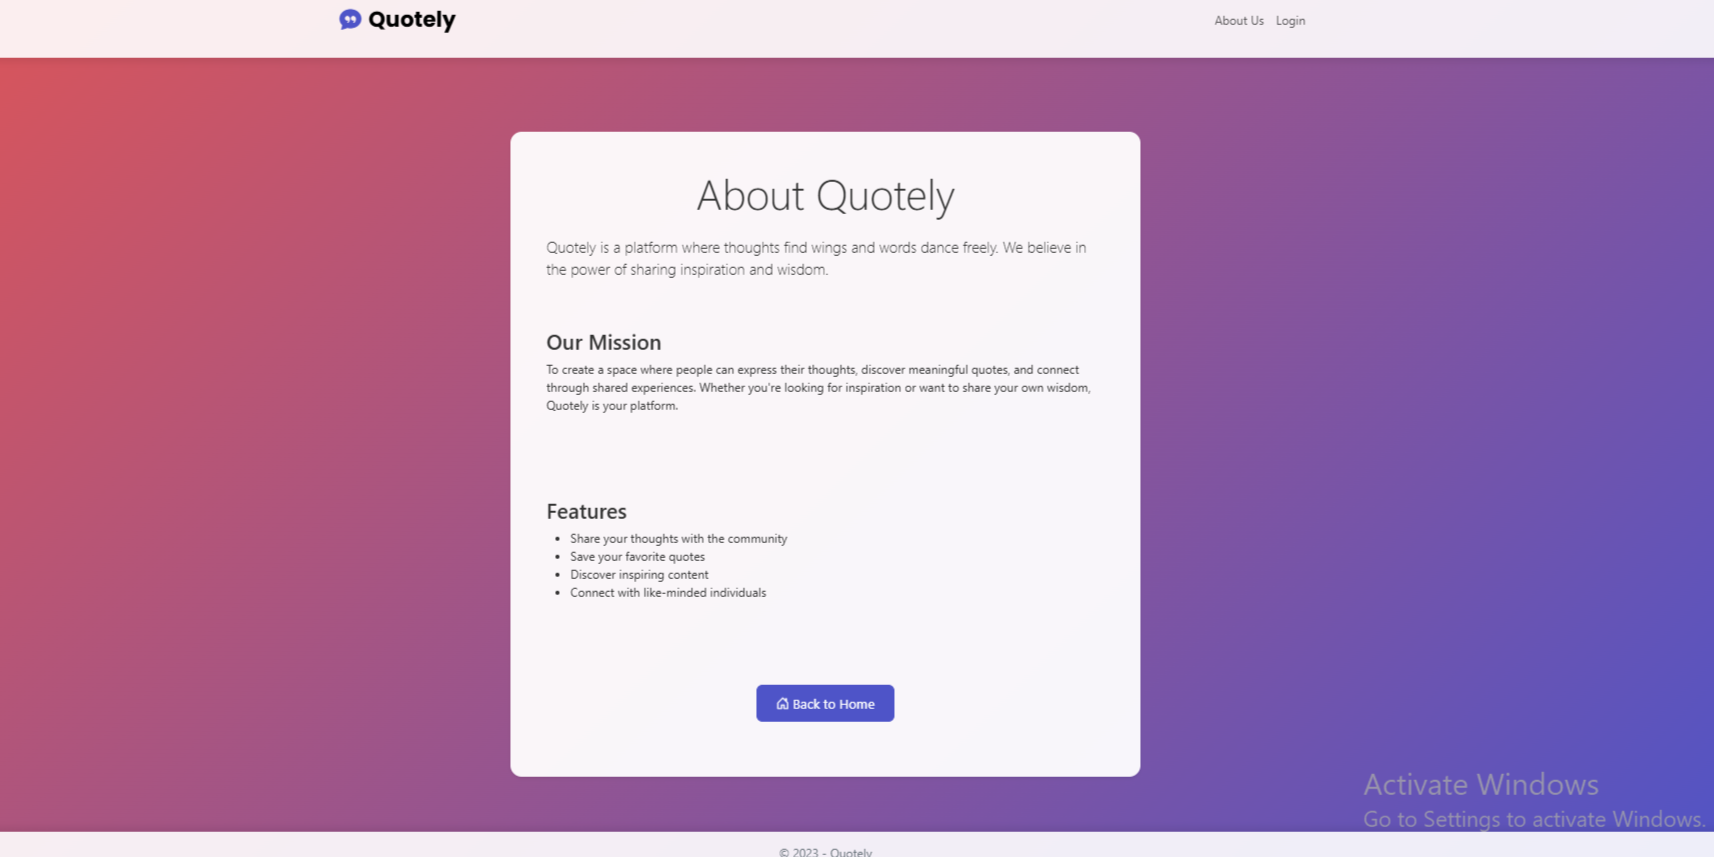 Quotely
About Us Login
About Quotely
Quotely is a platform where thoughts find wings and words dance freely. We believe in
the power of sharing inspiration and wisdom.
Our Mission
To create a space where people can express their thoughts, discover meaningful quotes, and connect
through shared experiences. Whether you're looking for inspiration or want to share your own wisdom,
Quotely is your platform.
Features
• Share your thoughts with the community
• Save your favorite quotes
• Discover inspiring content
• Connect with like-minded individuals
Back to Home
Activate Windows
Go to Settings to activate Windows.
© 2023 - Quotely